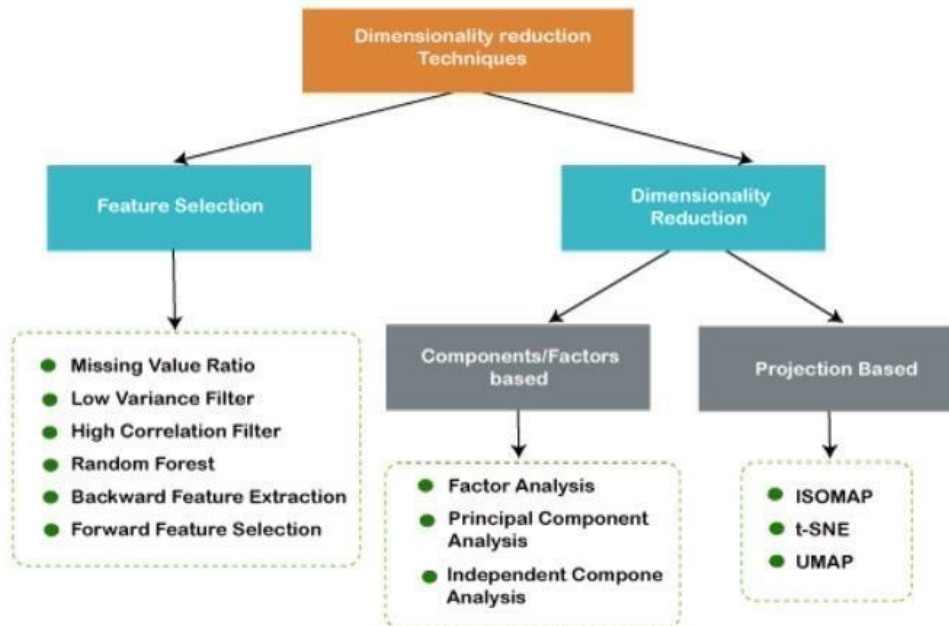 Dimensionality reduction
Techniques
Feature Selection
Dimensionality
Reduction
Missing Value Ratio
Low Variance Filter
High Correlation Filter
Random Forest
Backward Feature Extraction
Forward Feature Selection
Components/Factors
based
Projection Based
Factor Analysis
Principal Component
Analysis
Independent Compone
Analysis
ISOMAP
t-SNE
UMAP